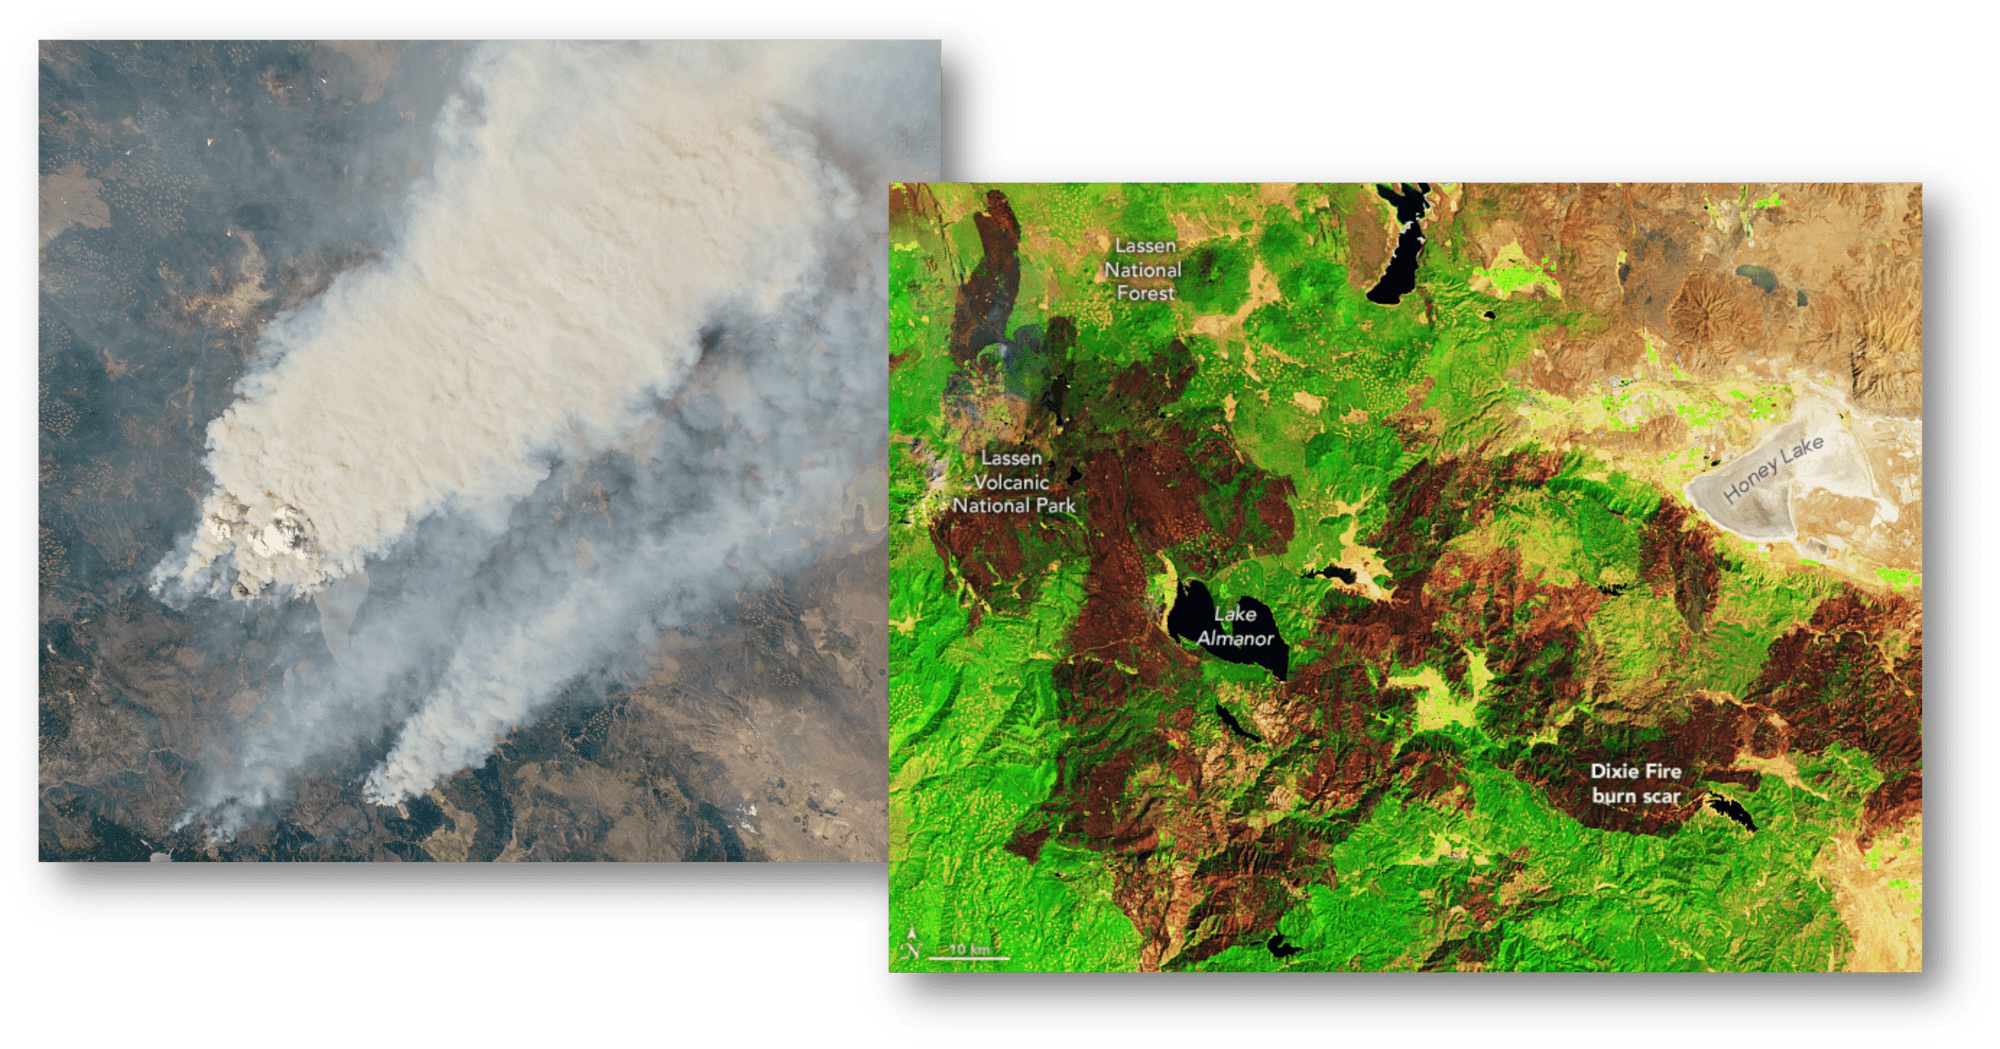 Lassen
National
Forest
Honey Lake
Lassen
Volcanic
National Park
Lake
Almanor
Dixie Fire
burn scar
N
10 km